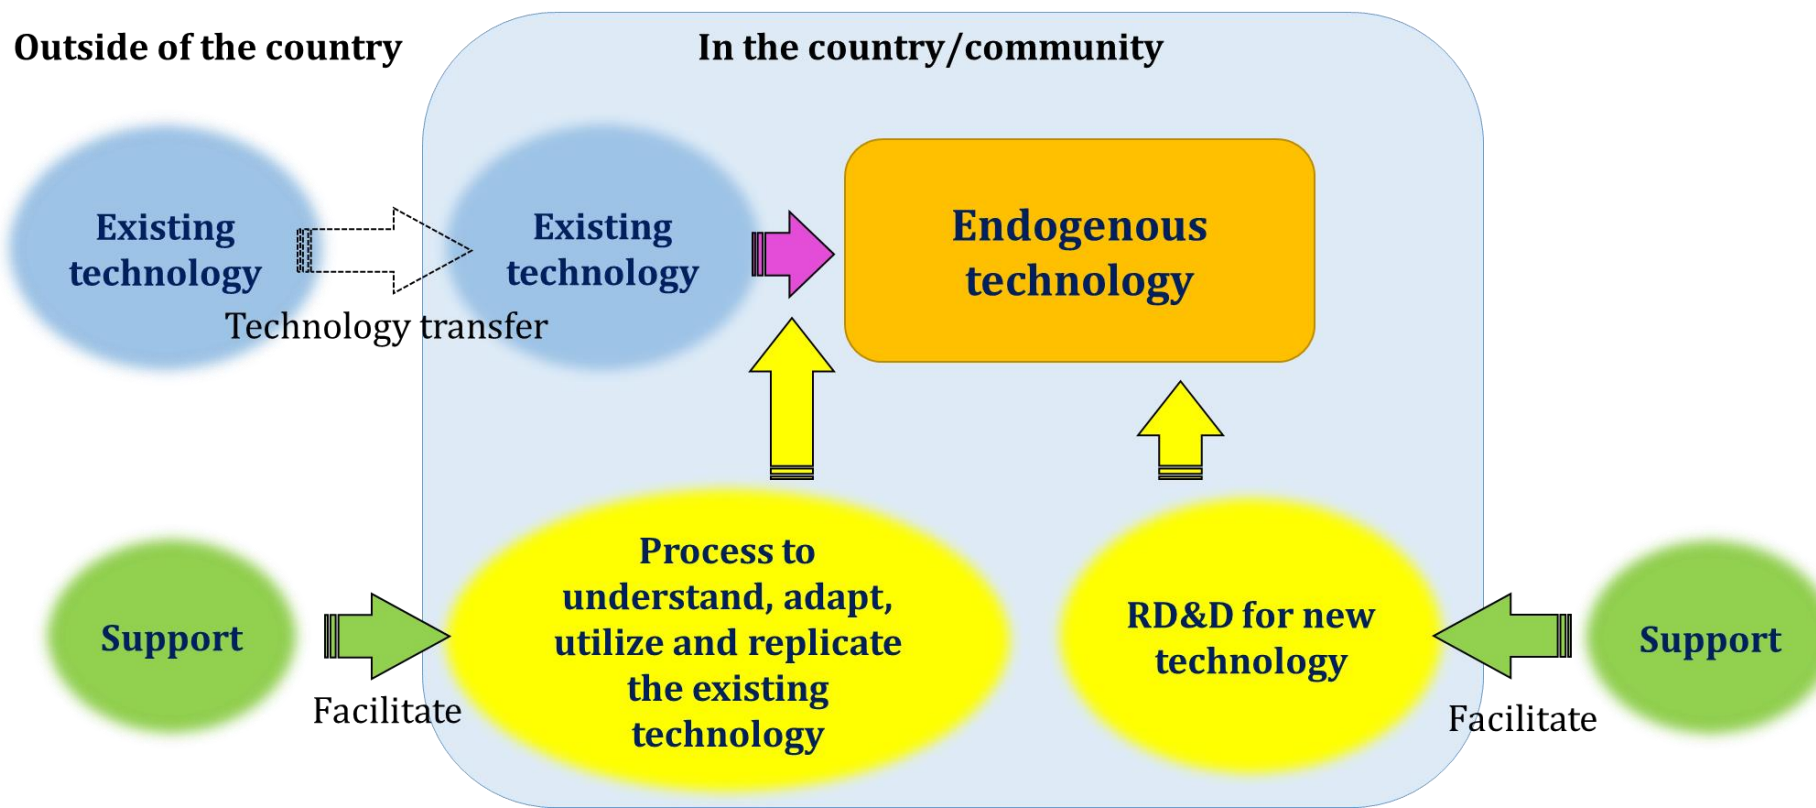 Outside of the country
In the country/community
Existing
technology
Technology transfer
Existing
technology
Endogenous
technology
Support
Facilitate
Process to
understand, adapt,
utilize and replicate
the existing
technology
RD&D for new
technology
Support
Facilitate